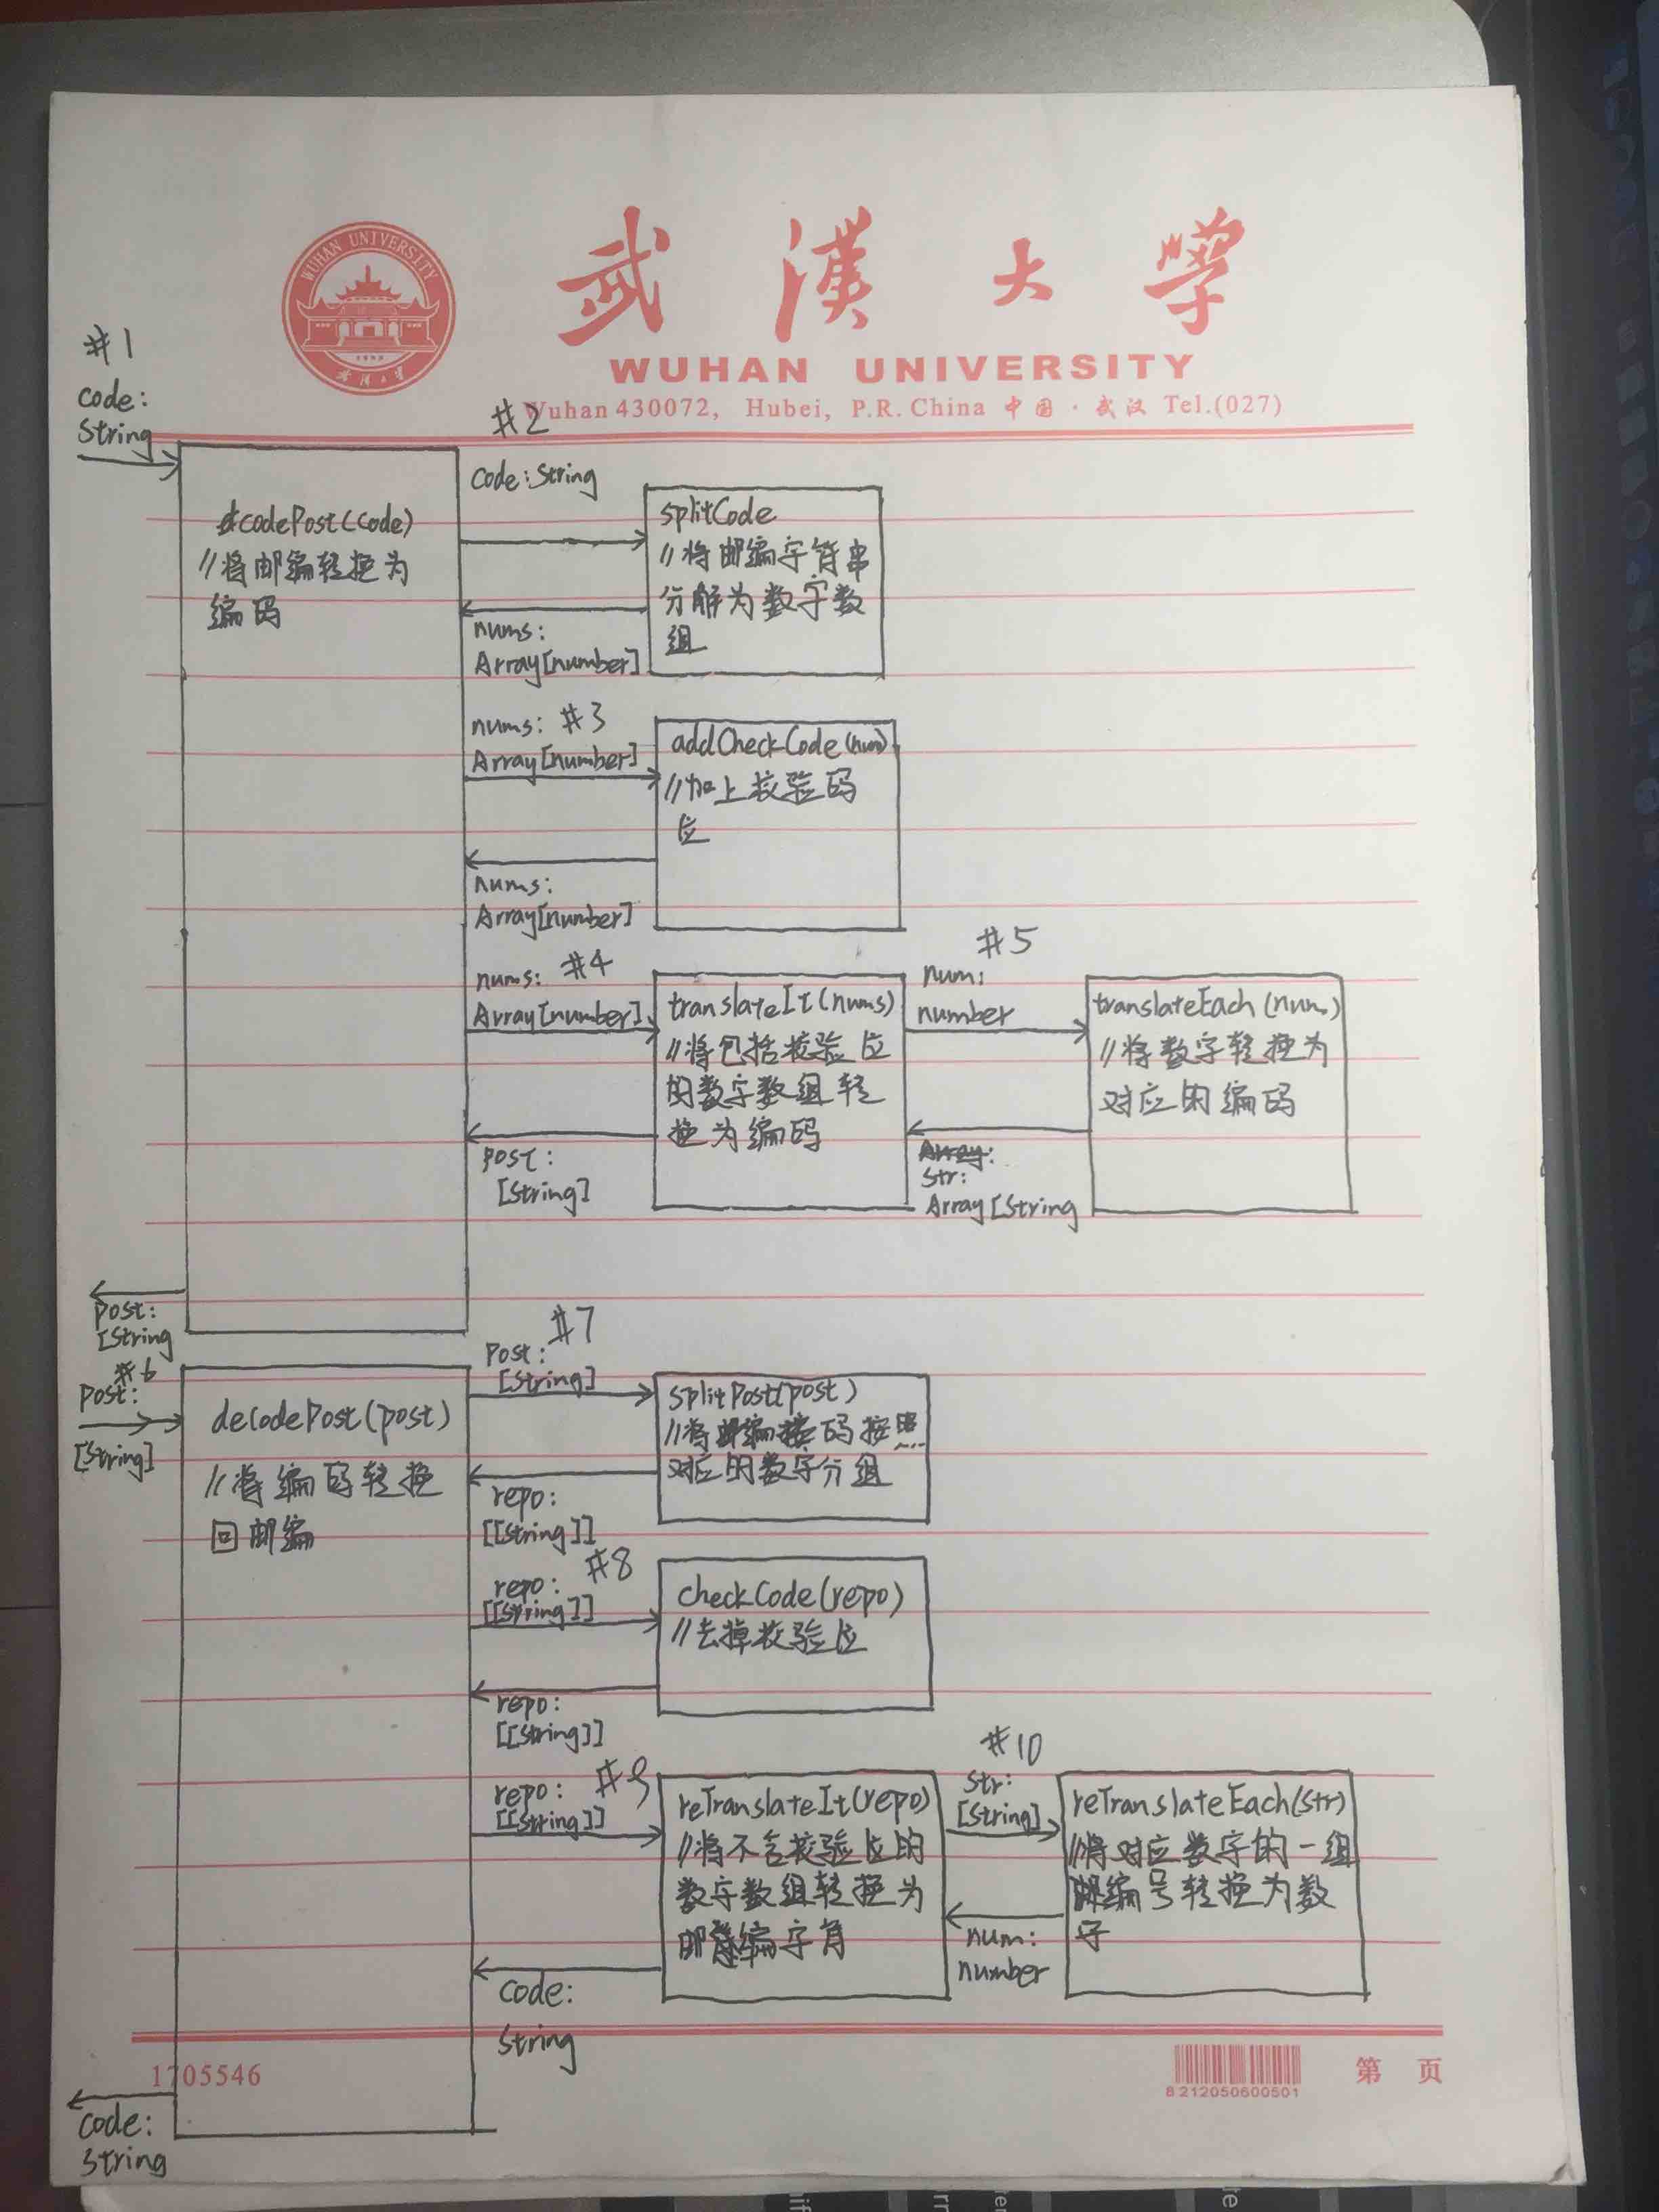 WUHAN UNIVERSITY
武漢大學
WUHAN UNIVERSITY
Wuhan 430072, Hubei, P.R. China 中国·武汉 Tel.(027)
#1
code:
String
codePost(code)
//将邮编转换为
编码
#2
code:String
splitCode
//将邮编字符串
分解为数字数
组
nums:
Array[number]
nums: #3
Array[number]
addCheckCode(num)
//加上校验码
位
nums:
Array[number]
nums: #4
Array[number]
translateIt(nums)
//将包括校验位
的数字数组转
换为编码
post:
[String]
#5
num:
number
translateEach(num)
//将数字转换为
对应的编码
Array:
str:
Array[String
post:
[String
#6
post:
[String]
decodePost(post)
//将编码转换
回邮编
#7
post:
[String]
splitPost(post)
//将编码按照
对应的数字分组
repo:
[[String]]
repo: #8
[[String]]
checkCode(repo)
//去掉校验位
repo:
[[String]]
repo: #9
[[String]]
reTranslateIt(repo)
//将不含校验位的
数字数组转换为
邮编字
#10
str:
[String]
reTranslateEach(str)
//将对应数字的一组
编号转换为数
字
num:
number
code:
String
code:
String
1705546
8212050600501
第 页